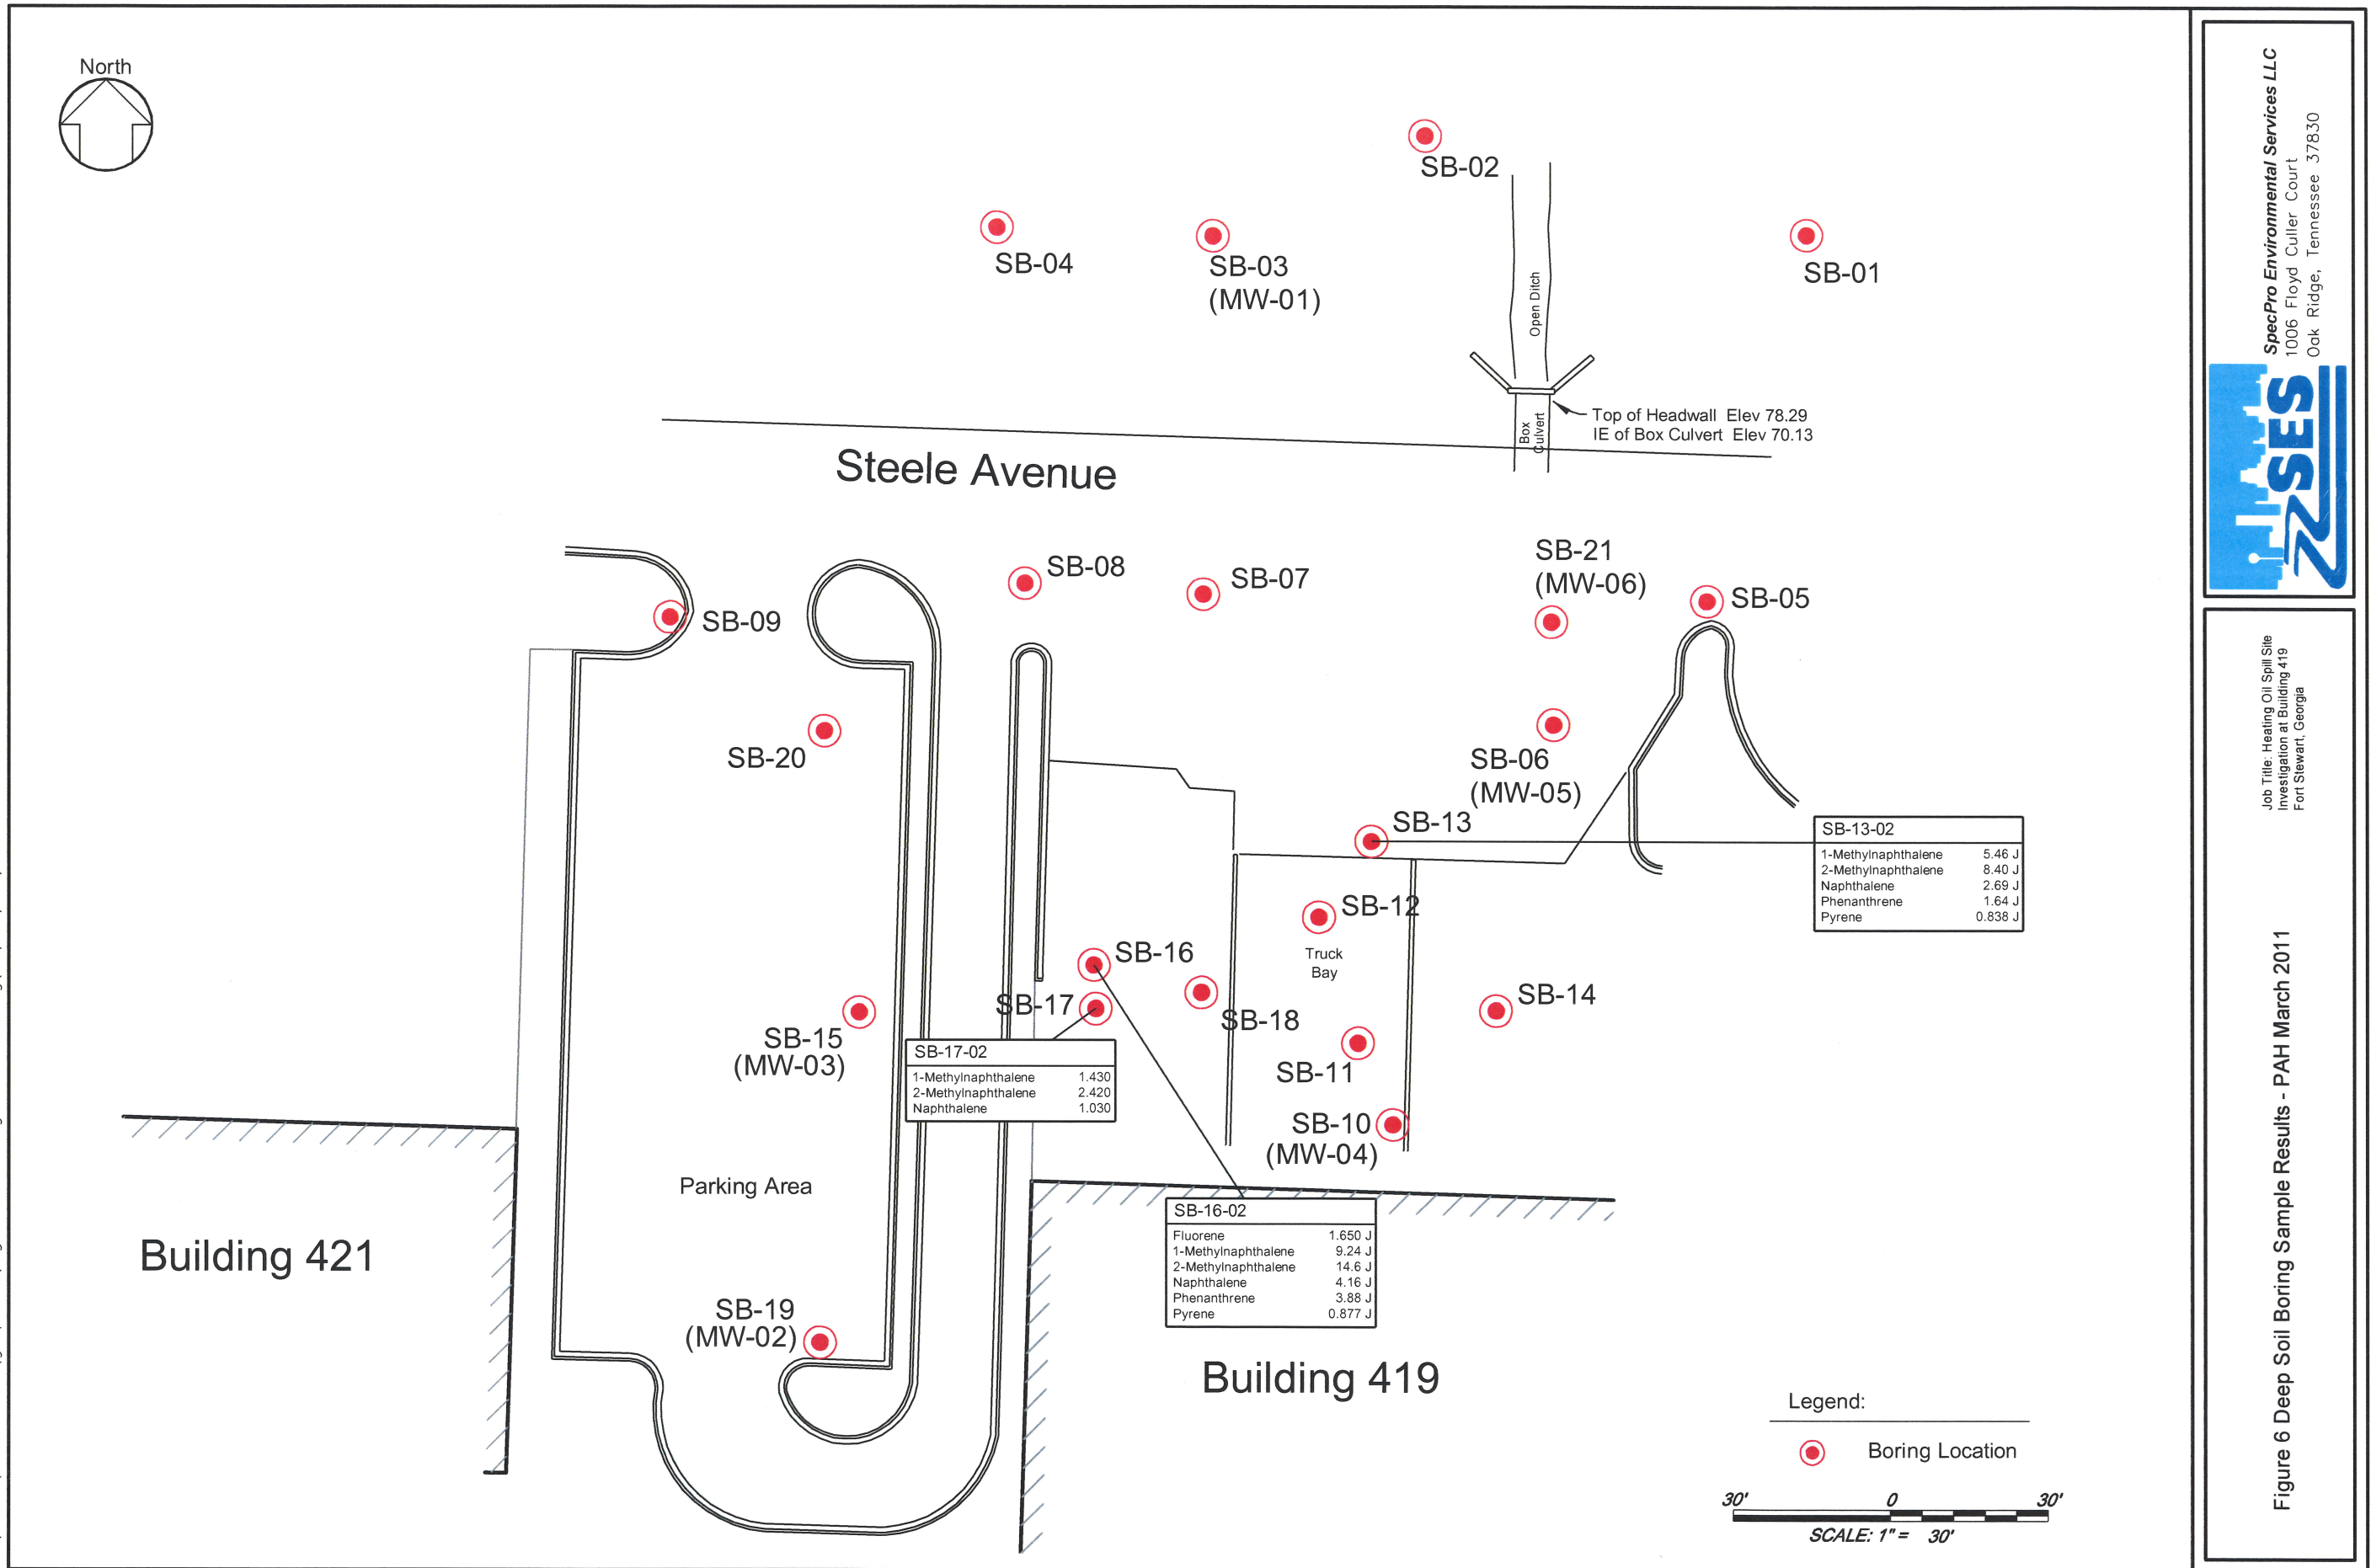 North
SB-02
SB-04
SB-03
(MW-01)
SB-01
Open Ditch
Top of Headwall Elev 78.29
IE of Box Culvert Elev 70.13
Box
Culvert
Steele Avenue
SB-21
(MW-06)
SB-08
SB-07
SB-05
SB-09
SB-20
SB-06
(MW-05)
SB-13
SB-13-02
1-Methylnaphthalene 5.46 J
2-Methylnaphthalene 8.40 J
Naphthalene 2.69 J
Phenanthrene 1.64 J
Pyrene 0.838 J
SB-12
Truck
Bay
SB-16
SB-17
SB-18
SB-14
SB-15
(MW-03)
SB-11
SB-17-02
1-Methylnaphthalene 1.430
2-Methylnaphthalene 2.420
Naphthalene 1.030
SB-10
(MW-04)
Parking Area
Building 421
SB-16-02
Fluorene 1.650 J
1-Methylnaphthalene 9.24 J
2-Methylnaphthalene 14.6 J
Naphthalene 4.16 J
Phenanthrene 3.88 J
Pyrene 0.877 J
SB-19
(MW-02)
Building 419
Legend:
Boring Location
30' 0 30'
SCALE: 1" = 30'
SpecPro Environmental Services LLC
1006 Floyd Culler Court
Oak Ridge, Tennessee 37830
SES
Job Title: Heating Oil Spill Site
Investigation at Building 419
Fort Stewart, Georgia
Figure 6 Deep Soil Boring Sample Results - PAH March 2011